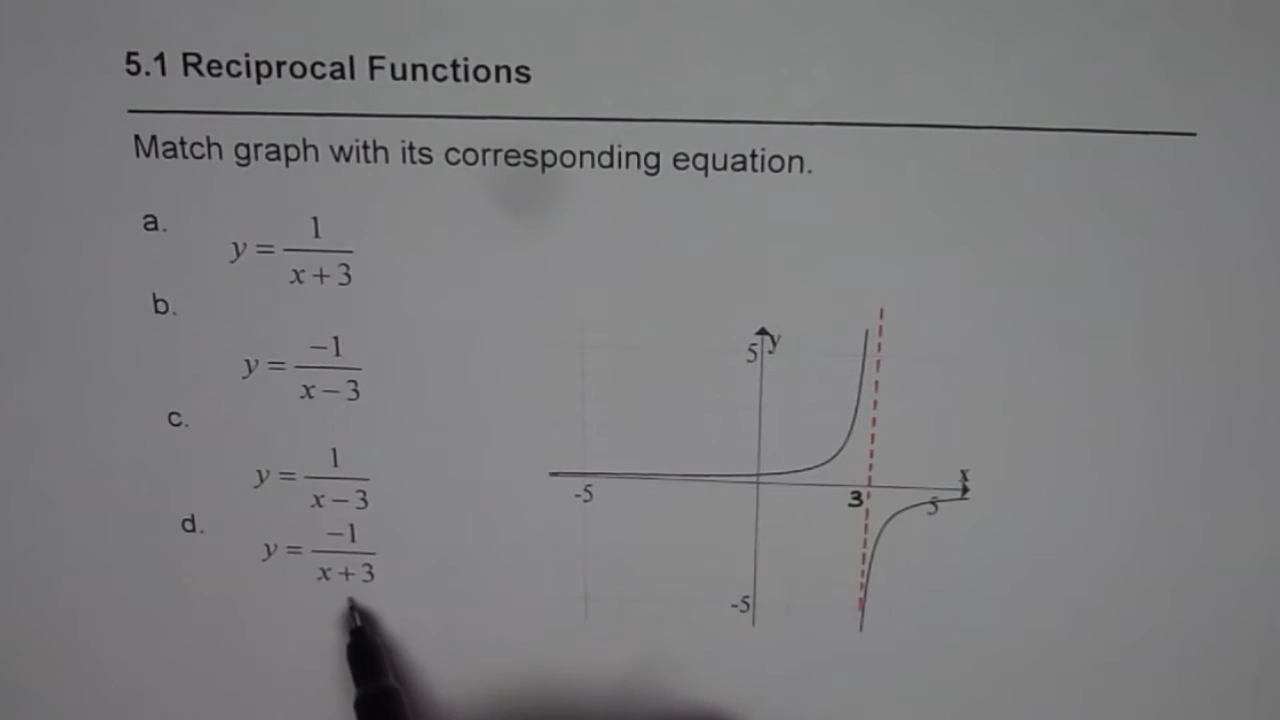 5.1 Reciprocal Functions
Match graph with its corresponding equation.
a.
y = 1/(x + 3)
b.
y = -1/(x - 3)
c.
y = 1/(x - 3)
d.
y = -1/(x + 3)
5 y
-5 3 5 x
-5